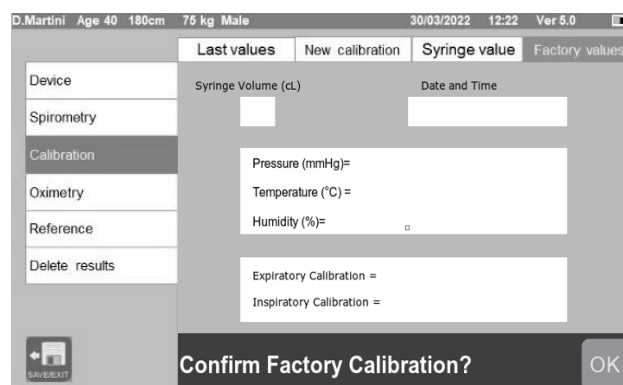 D.Martini Age 40 180cm 75 kg Male 30/03/2022 12:22 Ver 5.0
Last values New calibration Syringe value Factory values
Device
Spirometry
Calibration
Oximetry
Reference
Delete results
Syringe Volume (cL) Date and Time
Pressure (mmHg)=
Temperature (°C) =
Humidity (%)=
Expiratory Calibration =
Inspiratory Calibration =
SAVE/EXIT
Confirm Factory Calibration?
OK